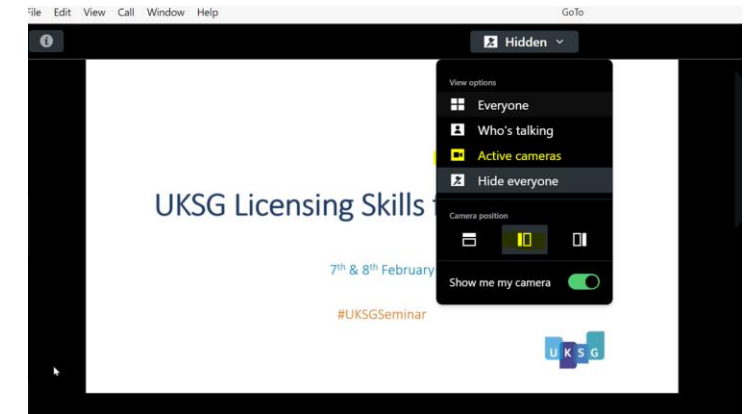 File Edit View Call Window Help GoTo
Hidden
View options
Everyone
Who's talking
Active cameras
Hide everyone
UKSG Licensing Skills
Camera position
7th & 8th February
Show me my camera
#UKSGSeminar
UKSG